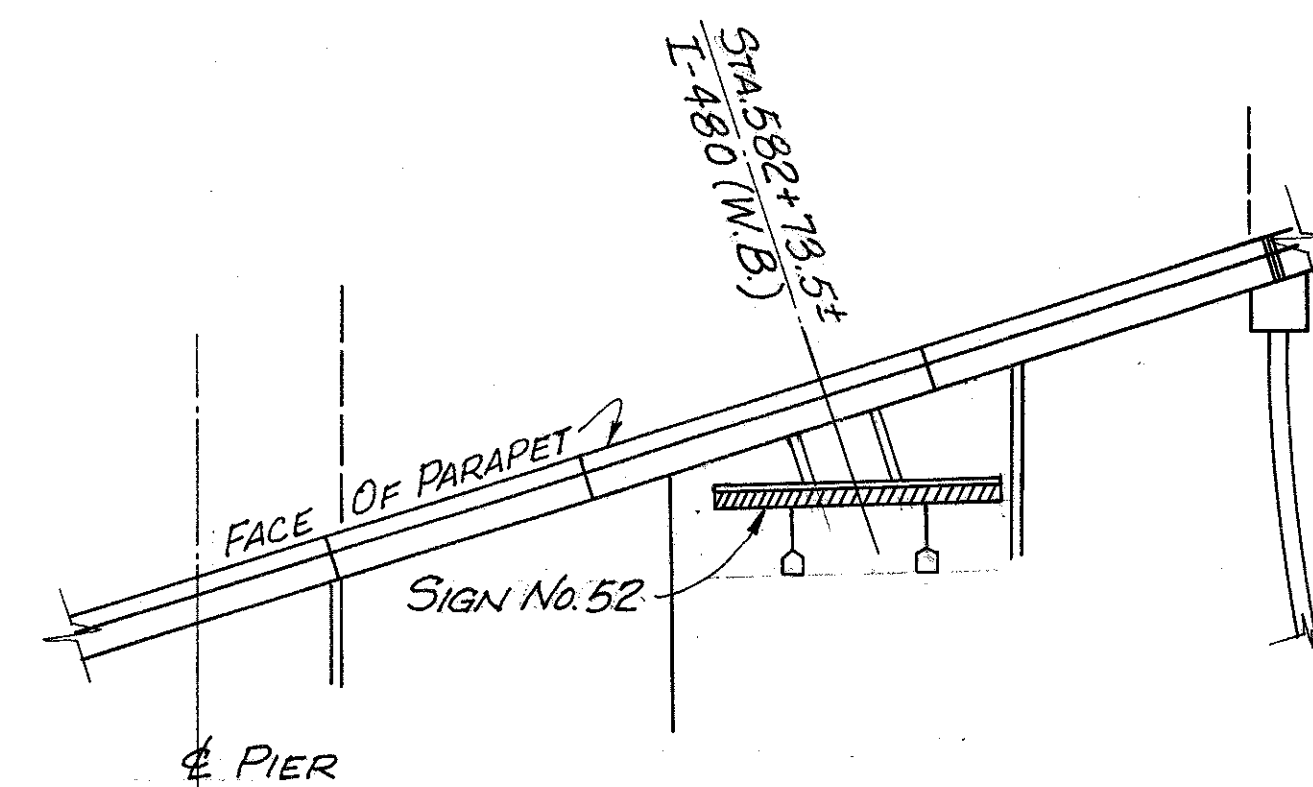 STA. 582+73.5±
I-480 (W.B.)
FACE OF PARAPET
SIGN No. 52
℄ PIER